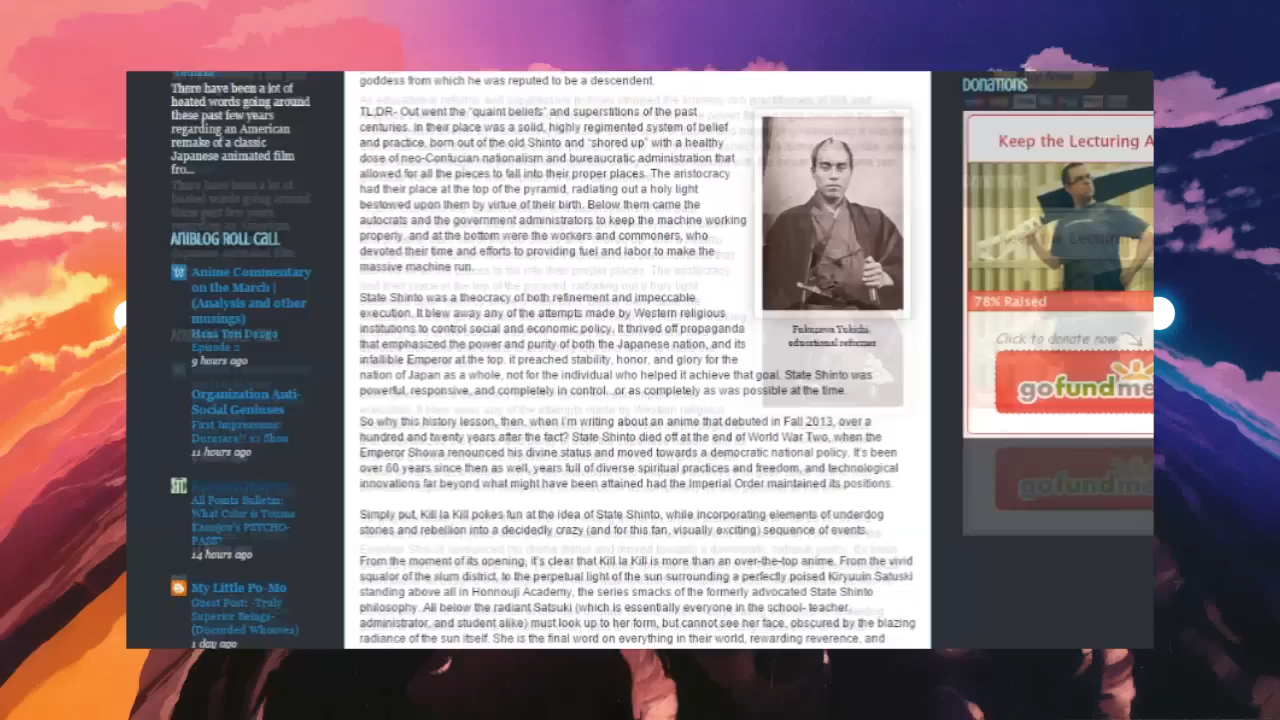 There have been a lot of
heated words going around
these past few years
regarding an American
remake of a classic
Japanese animated film
fro...
ANIBLOG ROLL CALL
Anime Commentary
on the March |
(Analysis and other
musings)
Hana Tori Dango
Episode 2
9 hours ago
Organization Anti-
Social Geniuses
First Impression:
Durarara!! x2 Shou
11 hours ago
All Points Bulletin:
What Color is Touma
Kamijou's PSYCHO-
PASS?
14 hours ago
My Little Po-Mo
Guest Post: -Truly
Superior Beings-
(Discorded Whooves)
1 day ago
goddess from which he was reputed to be a descendent.
TL;DR- Out went the "quaint beliefs" and superstitions of the past
centuries. In their place was a solid, highly regimented system of belief
and practice, born out of the old Shinto and "shored up" with a healthy
dose of neo-Confucian nationalism and bureaucratic administration that
allowed for all the pieces to fall into their proper places. The aristocracy
had their place at the top of the pyramid, radiating out a holy light
bestowed upon them by virtue of their birth. Below them came the
autocrats and the government administrators to keep the machine working
properly, and at the bottom were the workers and commoners, who
devoted their time and efforts to providing fuel and labor to make the
massive machine run.
State Shinto was a theocracy of both refinement and impeccable
execution. It blew away any of the attempts made by Western religious
institutions to control social and economic policy. It thrived off propaganda
that emphasized the power and purity of both the Japanese nation, and its
infallible Emperor at the top. it preached stability, honor, and glory for the
nation of Japan as a whole, not for the individual who helped it achieve that goal. State Shinto was
powerful, responsive, and completely in control...or as completely as was possible at the time.
Fukuzawa Yukichi,
educational reformer
So why this history lesson, then, when I'm writing about an anime that debuted in Fall 2013, over a
hundred and twenty years after the fact? State Shinto died off at the end of World War Two, when the
Emperor Showa renounced his divine status and moved towards a democratic national policy. It's been
over 60 years since then as well, years full of diverse spiritual practices and freedom, and technological
innovations far beyond what might have been attained had the Imperial Order maintained its positions.
Simply put, Kill la Kill pokes fun at the idea of State Shinto, while incorporating elements of underdog
stories and rebellion into a decidedly crazy (and for this fan, visually exciting) sequence of events.
From the moment of its opening, it's clear that Kill la Kill is more than an over-the-top anime. From the vivid
squalor of the slum district, to the perpetual light of the sun surrounding a perfectly poised Kiryuuin Satsuki
standing above all in Honnouji Academy, the series smacks of the formerly advocated State Shinto
philosophy. All below the radiant Satsuki (which is essentially everyone in the school- teacher,
administrator, and student alike) must look up to her form, but cannot see her face, obscured by the blazing
radiance of the sun itself. She is the final word on everything in their world, rewarding reverence, and
DONATIONS
Keep the Lecturing A
78% Raised
Click to donate now
gofundme
gofundme